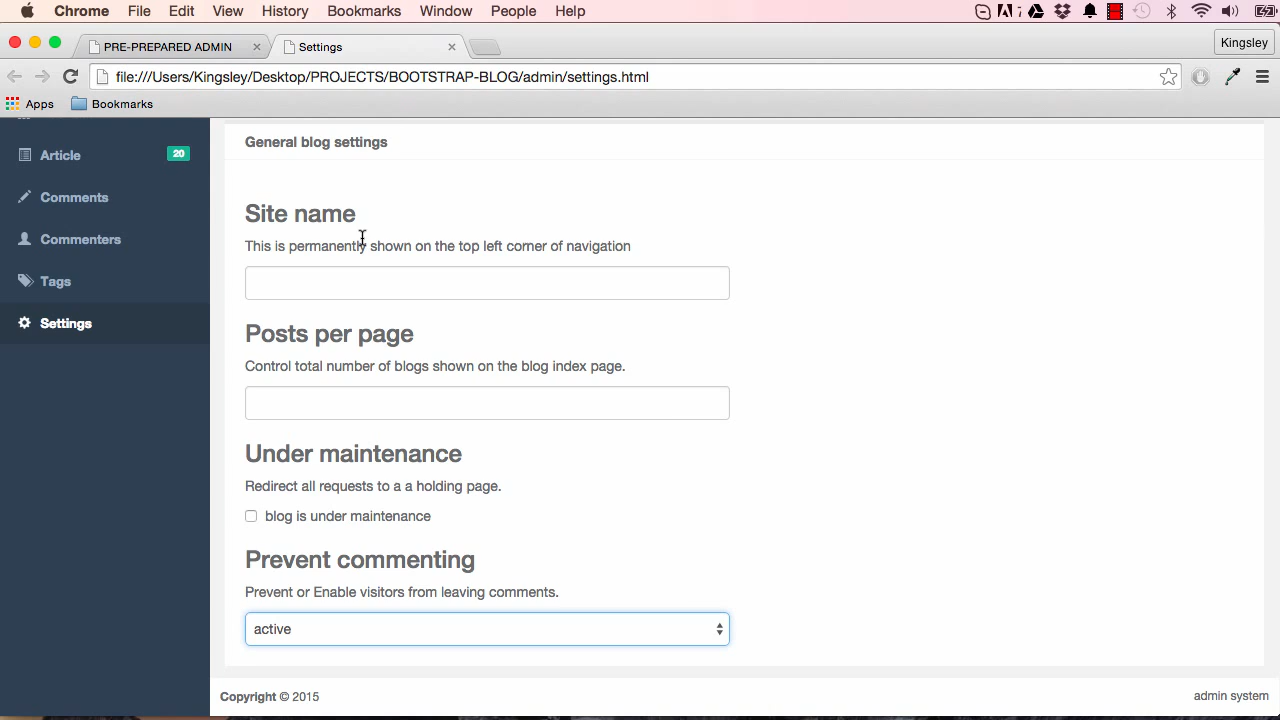 Chrome File Edit View History Bookmarks Window People Help
PRE-PREPARED ADMIN
Settings
Kingsley
file:///Users/Kingsley/Desktop/PROJECTS/BOOTSTRAP-BLOG/admin/settings.html
Apps
Bookmarks
Article
20
Comments
Commenters
Tags
Settings
General blog settings
Site name
This is permanently shown on the top left corner of navigation
Posts per page
Control total number of blogs shown on the blog index page.
Under maintenance
Redirect all requests to a a holding page.
blog is under maintenance
Prevent commenting
Prevent or Enable visitors from leaving comments.
active
Copyright © 2015
admin system